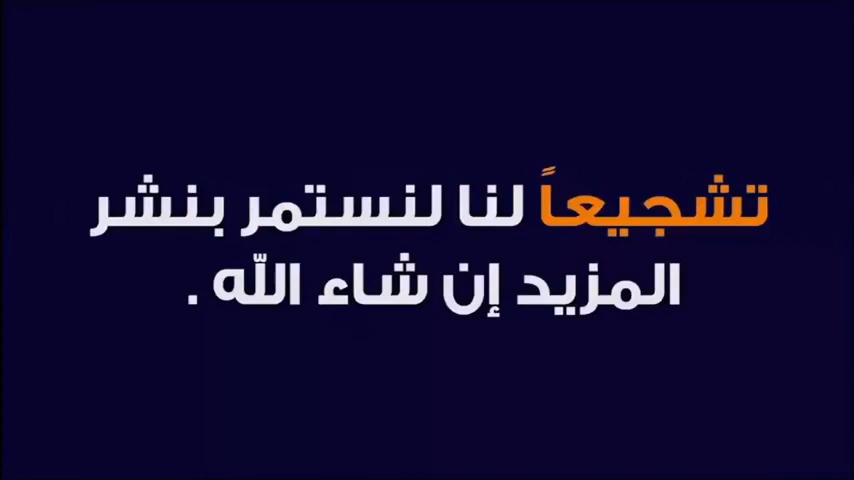 تشجيعاً لنا لنستمر بنشر
المزيد إن شاء الله .